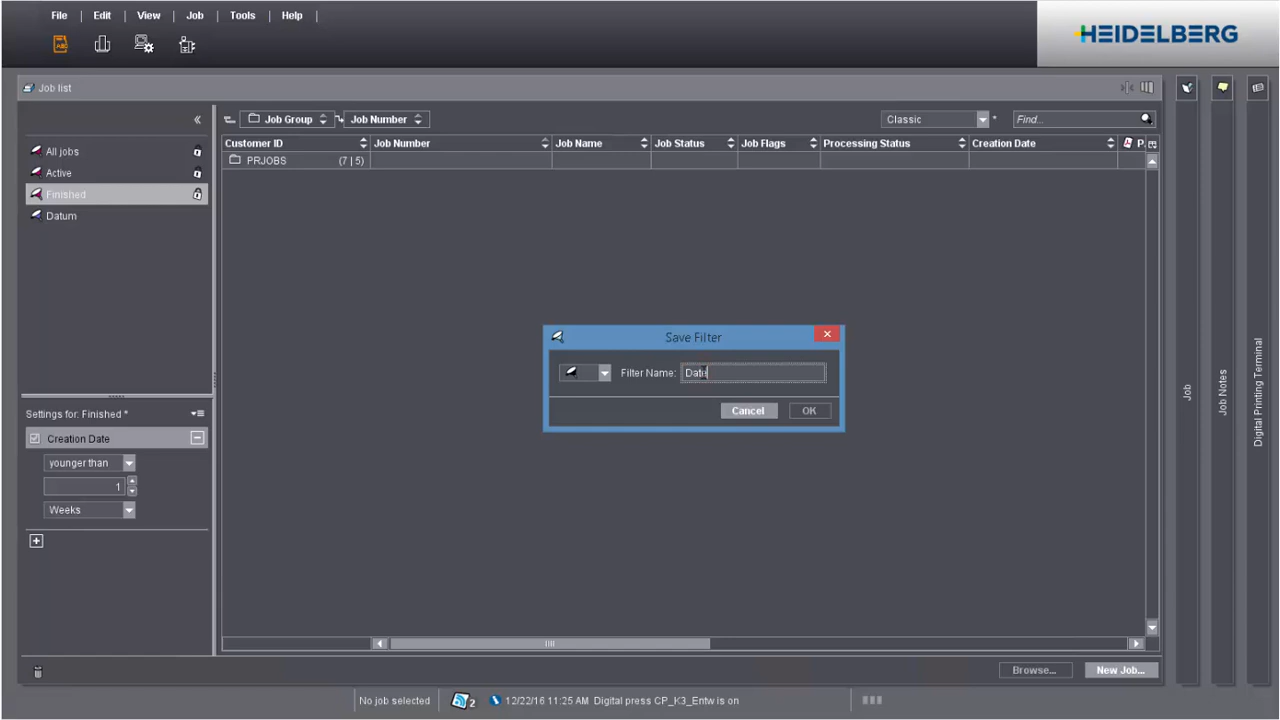 File Edit View Job Tools Help
HEIDELBERG
Job list
Job Group Job Number Classic * Find...
Customer ID Job Number Job Name Job Status Job Flags Processing Status Creation Date P
PRJOBS (7 | 5)
All jobs
Active
Finished
Datum
Save Filter
Filter Name: Date
Cancel OK
Settings for: Finished *
Creation Date
younger than
1
Weeks
Job
Job Notes
Digital Printing Terminal
Browse... New Job...
No job selected 2 12/22/16 11:25 AM Digital press CP_K3_Entw is on